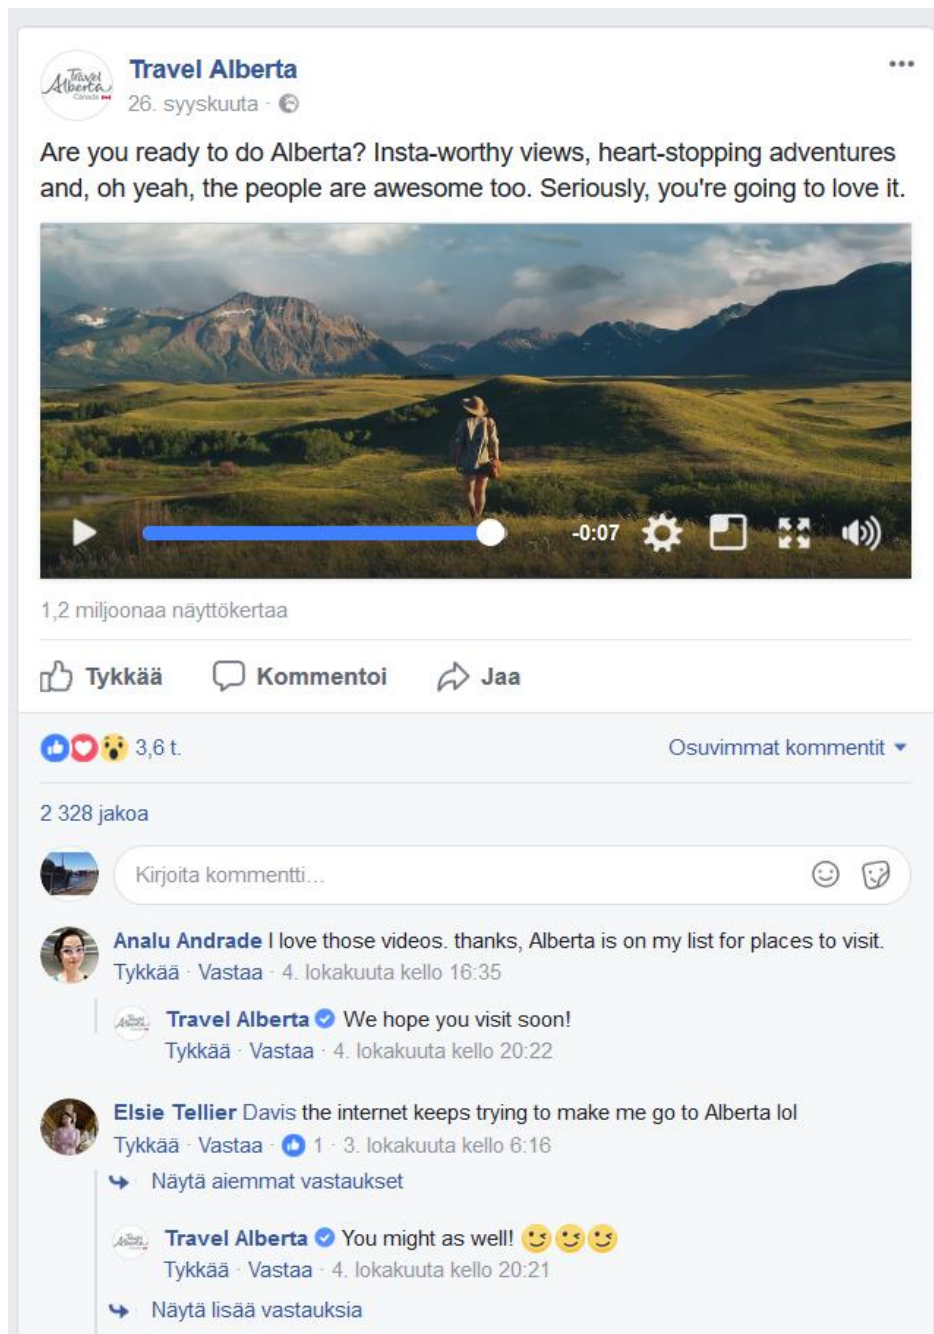 Travel Alberta Canada
Travel Alberta
26. syyskuuta ·
Are you ready to do Alberta? Insta-worthy views, heart-stopping adventures
and, oh yeah, the people are awesome too. Seriously, you're going to love it.
-0:07
1,2 miljoonaa näyttökertaa
Tykkää Kommentoi Jaa
3,6 t. Osuvimmat kommentit
2 328 jakoa
Kirjoita kommentti...
Analu Andrade I love those videos. thanks, Alberta is on my list for places to visit.
Tykkää · Vastaa · 4. lokakuuta kello 16:35
Travel Alberta We hope you visit soon!
Tykkää · Vastaa · 4. lokakuuta kello 20:22
Elsie Tellier Davis the internet keeps trying to make me go to Alberta lol
Tykkää · Vastaa · 1 · 3. lokakuuta kello 6:16
Näytä aiemmat vastaukset
Travel Alberta You might as well! 😉😉😉
Tykkää · Vastaa · 4. lokakuuta kello 20:21
Näytä lisää vastauksia